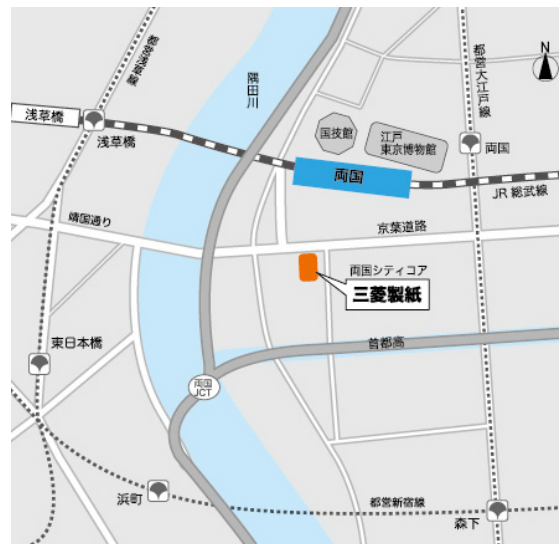 都営浅草線
隅田川
都営大江戸線
N
浅草橋
浅草橋
国技館
江戸
東京博物館
両国
両国
JR 総武線
靖国通り
京葉道路
両国シティコア
三菱製紙
東日本橋
首都高
両国
JCT
浜町
都営新宿線
森下